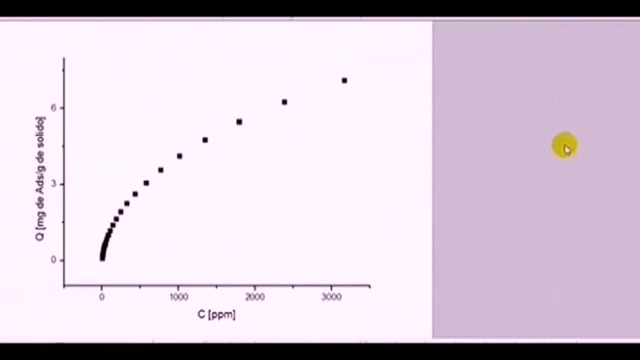 6
3
0
Q [mg de Ads/g de solido]
0 1000 2000 3000
C [ppm]